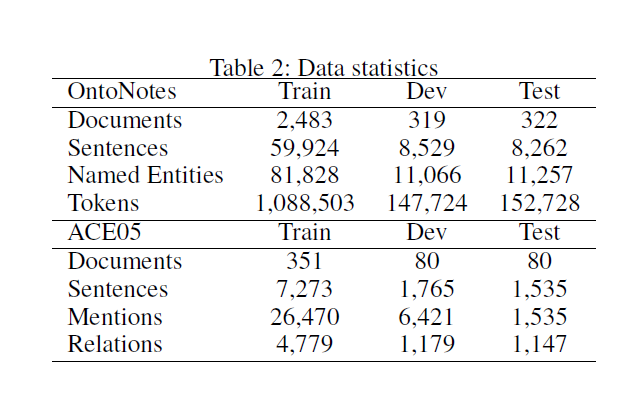 Table 2: Data statistics
OntoNotes Train Dev Test
Documents 2,483 319 322
Sentences 59,924 8,529 8,262
Named Entities 81,828 11,066 11,257
Tokens 1,088,503 147,724 152,728
ACE05 Train Dev Test
Documents 351 80 80
Sentences 7,273 1,765 1,535
Mentions 26,470 6,421 1,535
Relations 4,779 1,179 1,147